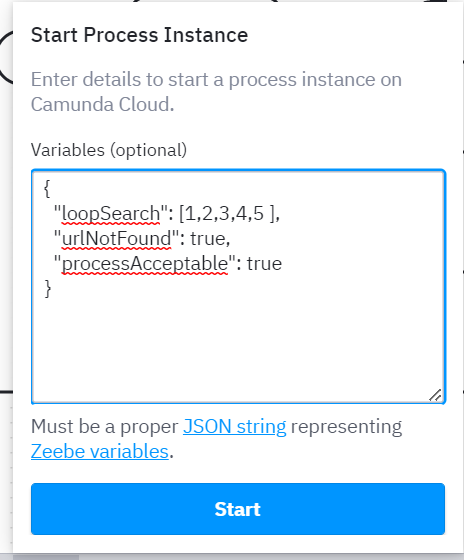 Start Process Instance
Enter details to start a process instance on
Camunda Cloud.
Variables (optional)
{
  "loopSearch": [1,2,3,4,5 ],
  "urlNotFound": true,
  "processAcceptable": true
}
Must be a proper JSON string representing
Zeebe variables.
Start